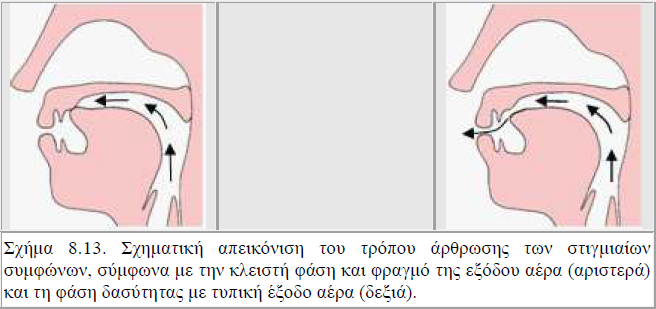 Σχήμα 8.13. Σχηματική απεικόνιση του τρόπου άρθρωσης των στιγμιαίων
συμφώνων, σύμφωνα με την κλειστή φάση και φραγμό της εξόδου αέρα (αριστερά)
και τη φάση δασύτητας με τυπική έξοδο αέρα (δεξιά).